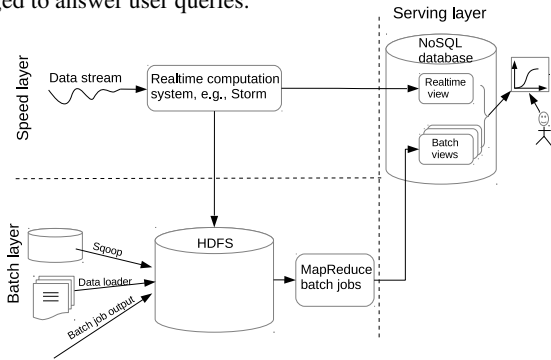 ged to answer user queries.
Serving layer
NoSQL
database
Speed layer
Data stream
Realtime computation
system, e.g., Storm
Realtime
view
Batch
views
Batch layer
Sqoop
Data loader
Batch job output
HDFS
MapReduce
batch jobs